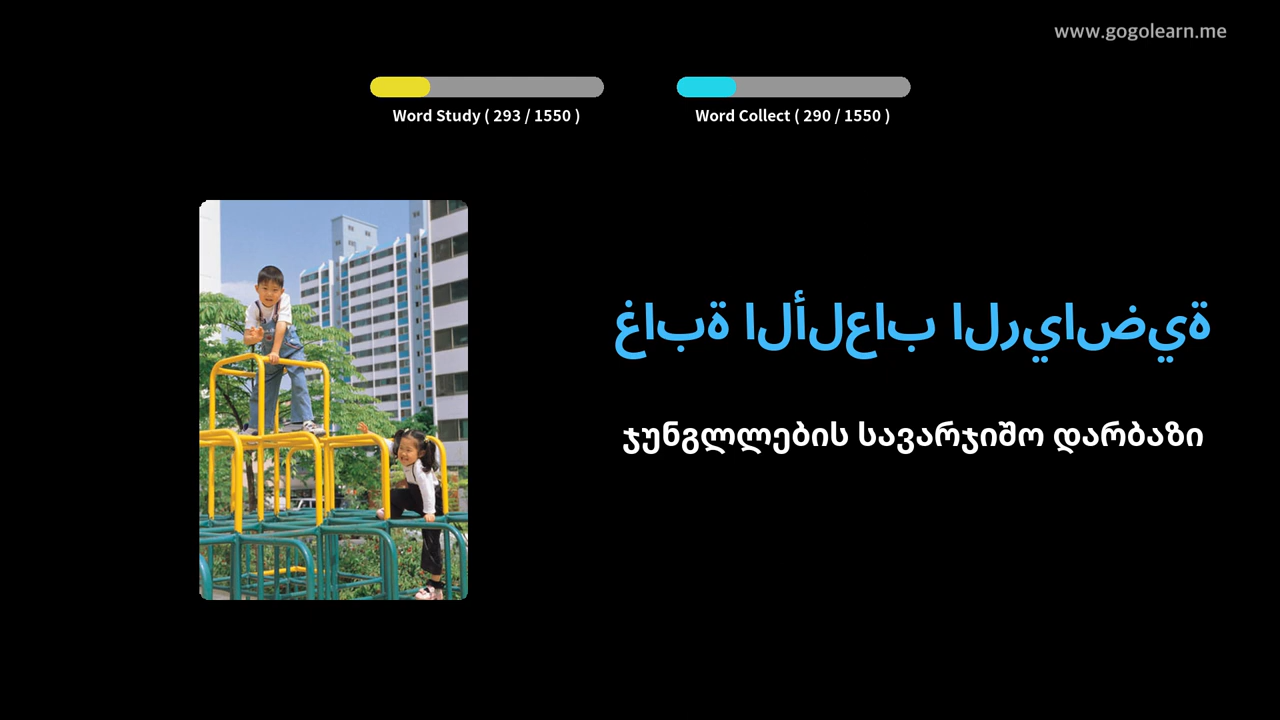 www.gogolearn.me
Word Study ( 293 / 1550 )
Word Collect ( 290 / 1550 )
غابة الألعاب الرياضية
ჯუნგლლების სავარჯიშო დარბაზი